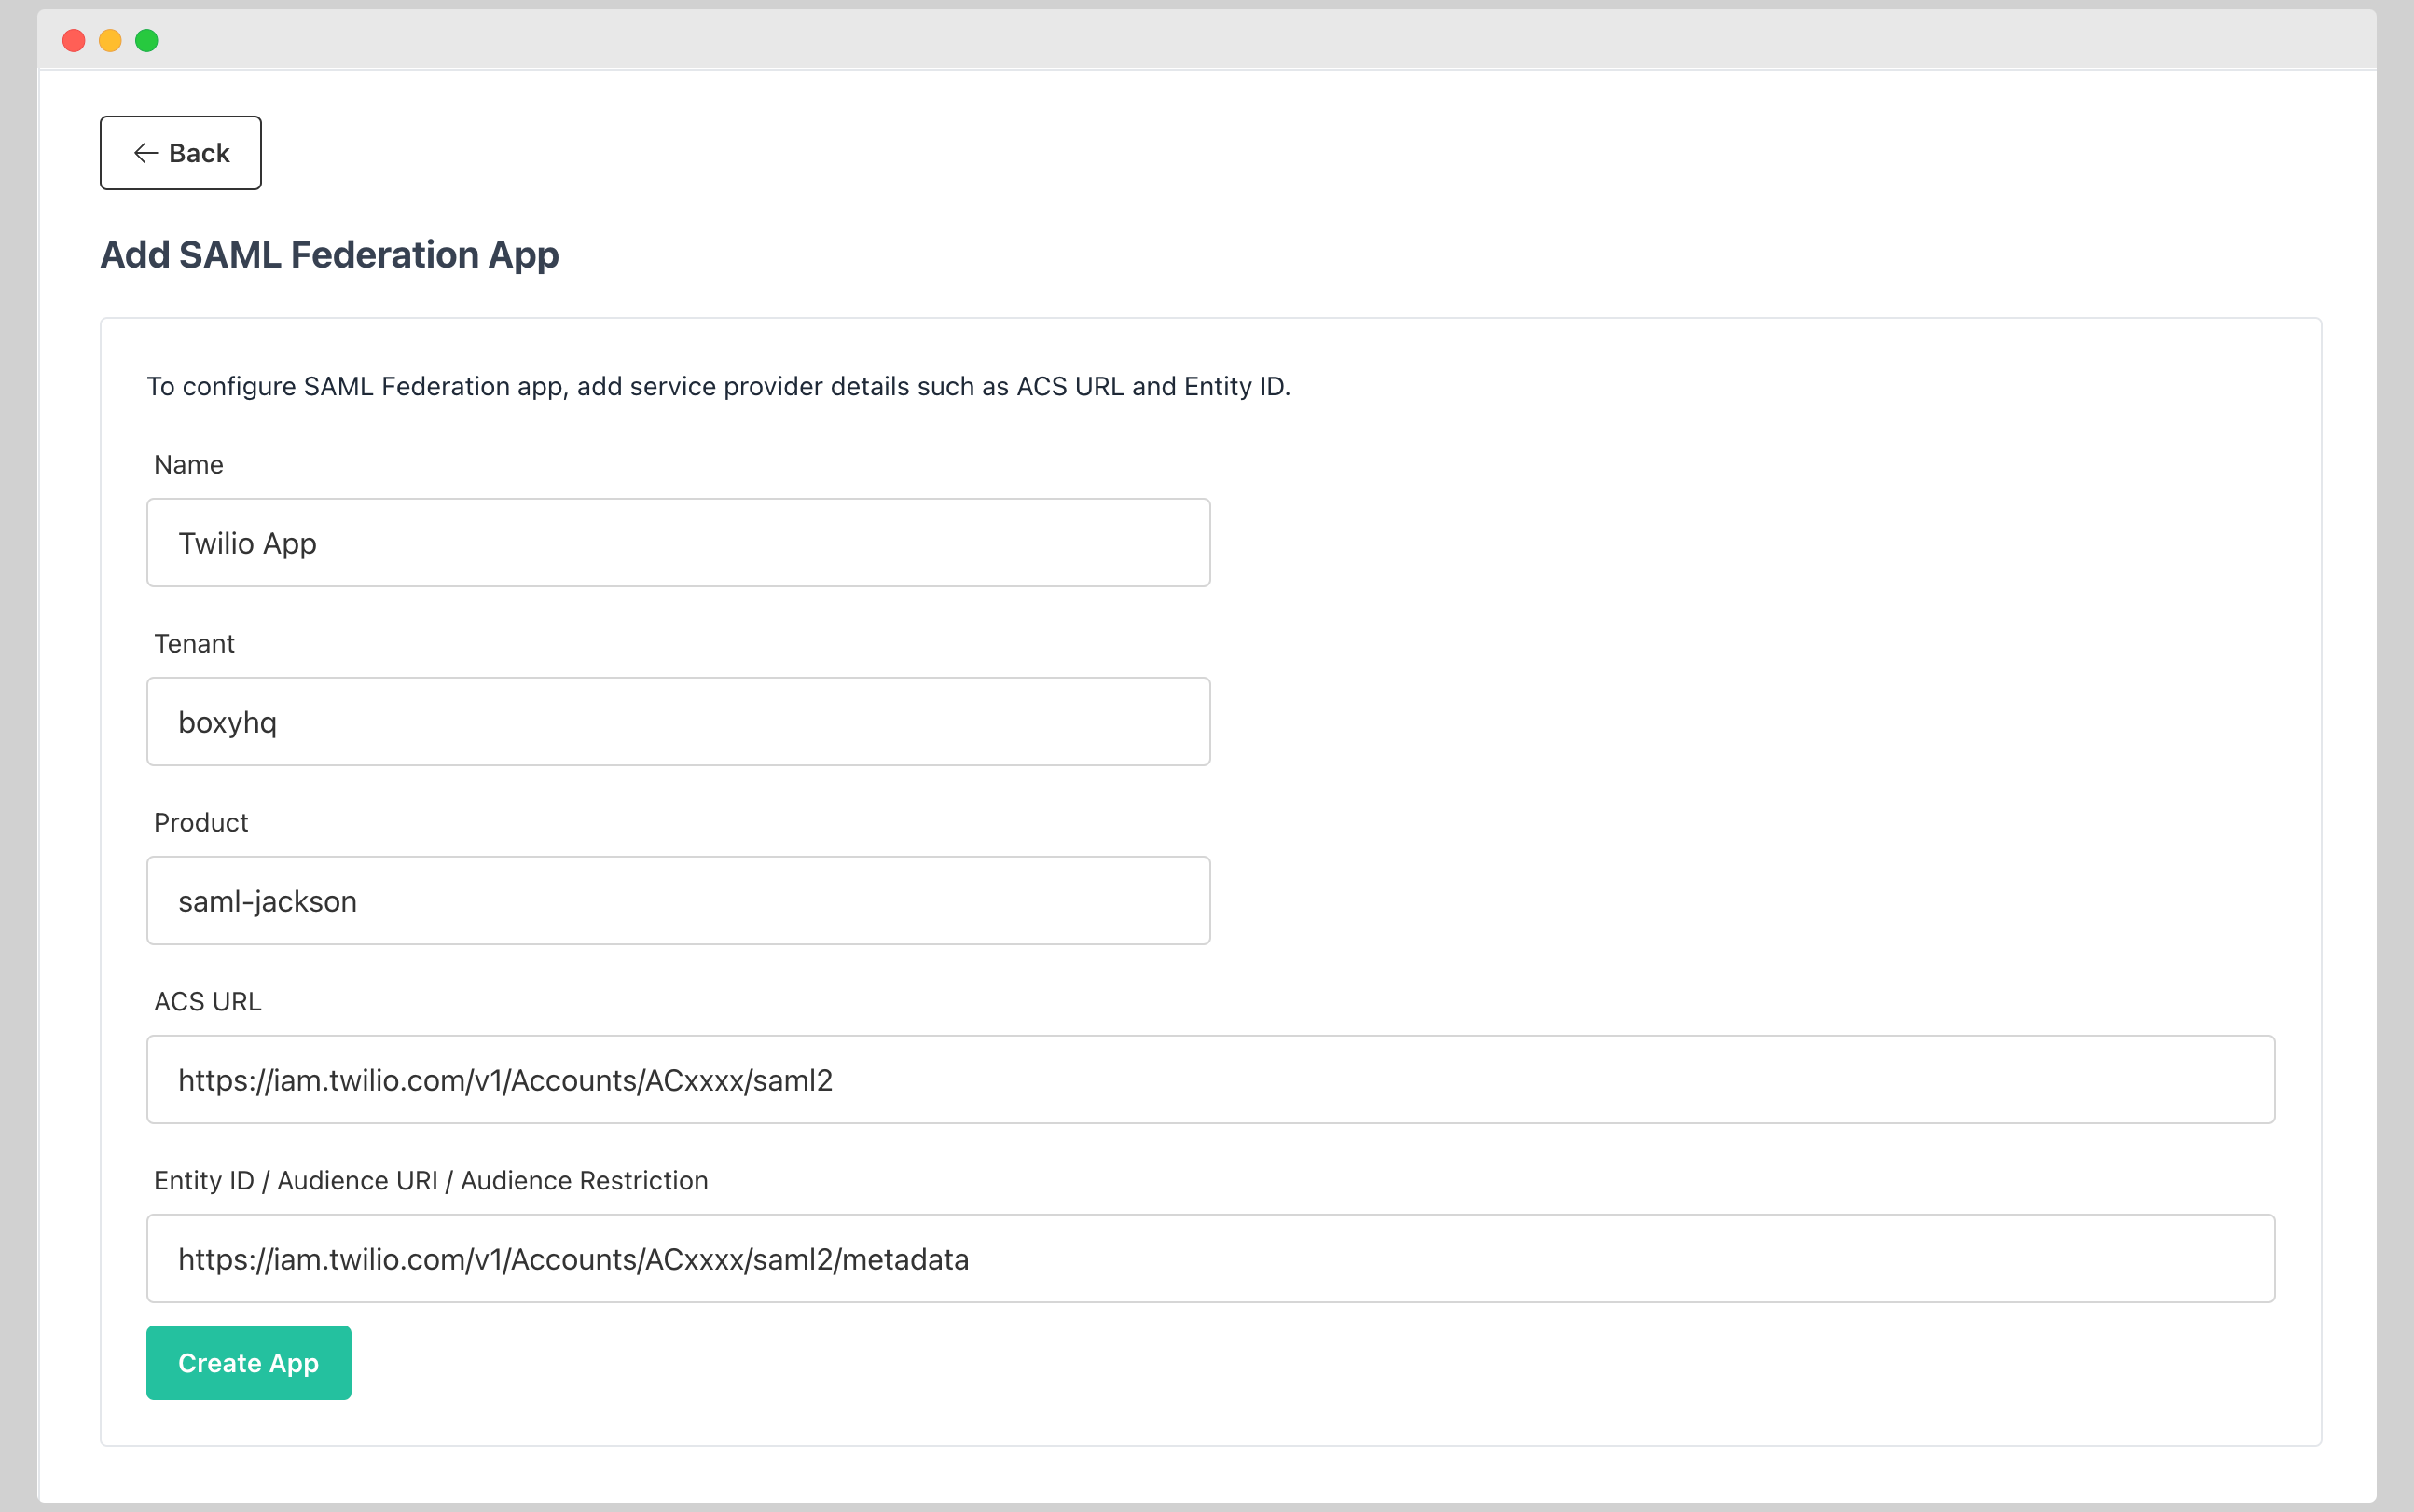 ← Back
Add SAML Federation App
To configure SAML Federation app, add service provider details such as ACS URL and Entity ID.
Name
Twilio App
Tenant
boxyhq
Product
saml-jackson
ACS URL
https://iam.twilio.com/v1/Accounts/ACxxxx/saml2
Entity ID / Audience URI / Audience Restriction
https://iam.twilio.com/v1/Accounts/ACxxxx/saml2/metadata
Create App